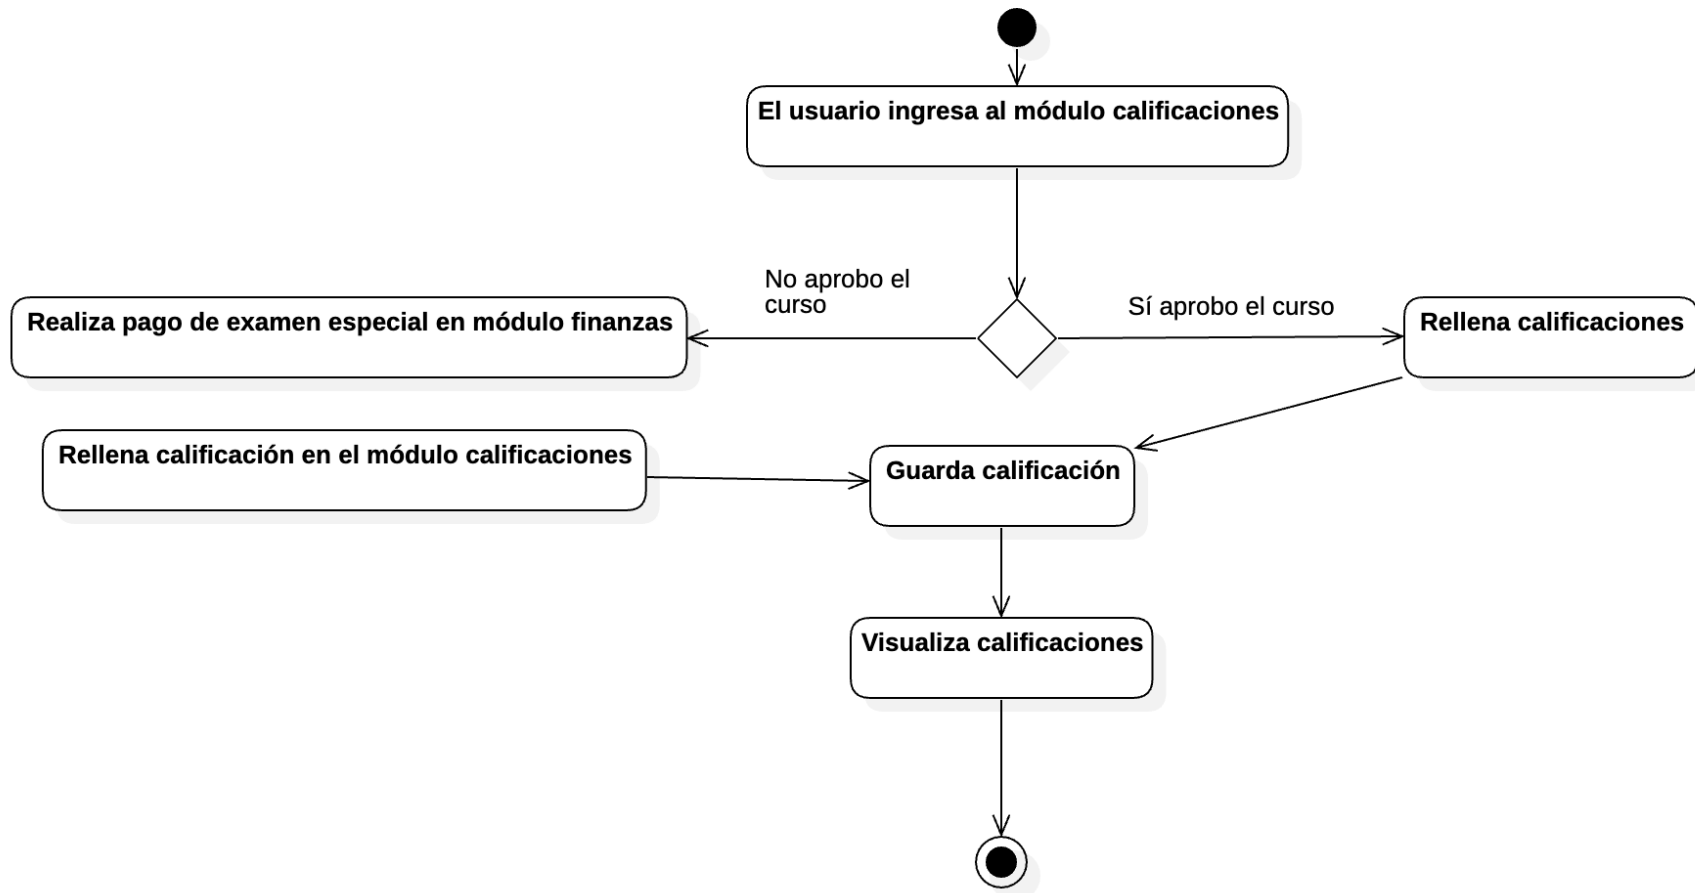 El usuario ingresa al módulo calificaciones
No aprobo el
curso
Sí aprobo el curso
Realiza pago de examen especial en módulo finanzas
Rellena calificaciones
Rellena calificación en el módulo calificaciones
Guarda calificación
Visualiza calificaciones